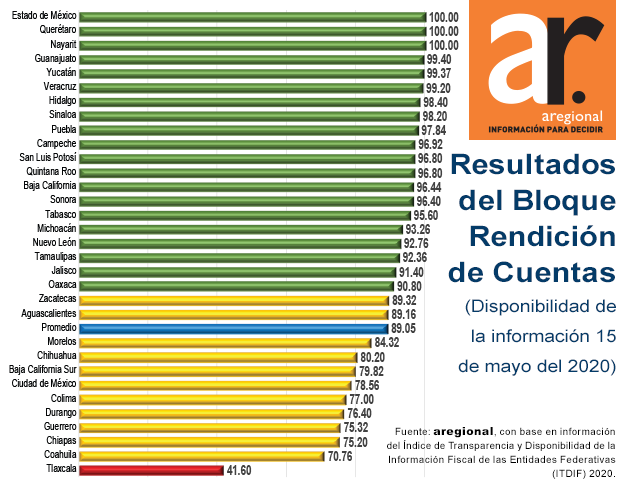 Estado de México 100.00
Querétaro 100.00
Nayarit 100.00
Guanajuato 99.40
Yucatán 99.37
Veracruz 99.20
Hidalgo 98.40
Sinaloa 98.20
Puebla 97.84
Campeche 96.92
San Luis Potosí 96.80
Quintana Roo 96.80
Baja California 96.44
Sonora 96.40
Tabasco 95.60
Michoacán 93.26
Nuevo León 92.76
Tamaulipas 92.36
Jalisco 91.40
Oaxaca 90.80
Zacatecas 89.32
Aguascalientes 89.16
Promedio 89.05
Morelos 84.32
Chihuahua 80.20
Baja California Sur 79.82
Ciudad de México 78.56
Colima 77.00
Durango 76.40
Guerrero 75.32
Chiapas 75.20
Coahuila 70.76
Tlaxcala 41.60
ar.
aregional
INFORMACIÓN PARA DECIDIR
Resultados
del Bloque
Rendición
de Cuentas
(Disponibilidad de
la información 15
de mayo del 2020)
Fuente: aregional, con base en información
del Índice de Transparencia y Disponibilidad de la
Información Fiscal de las Entidades Federativas
(ITDIF) 2020.